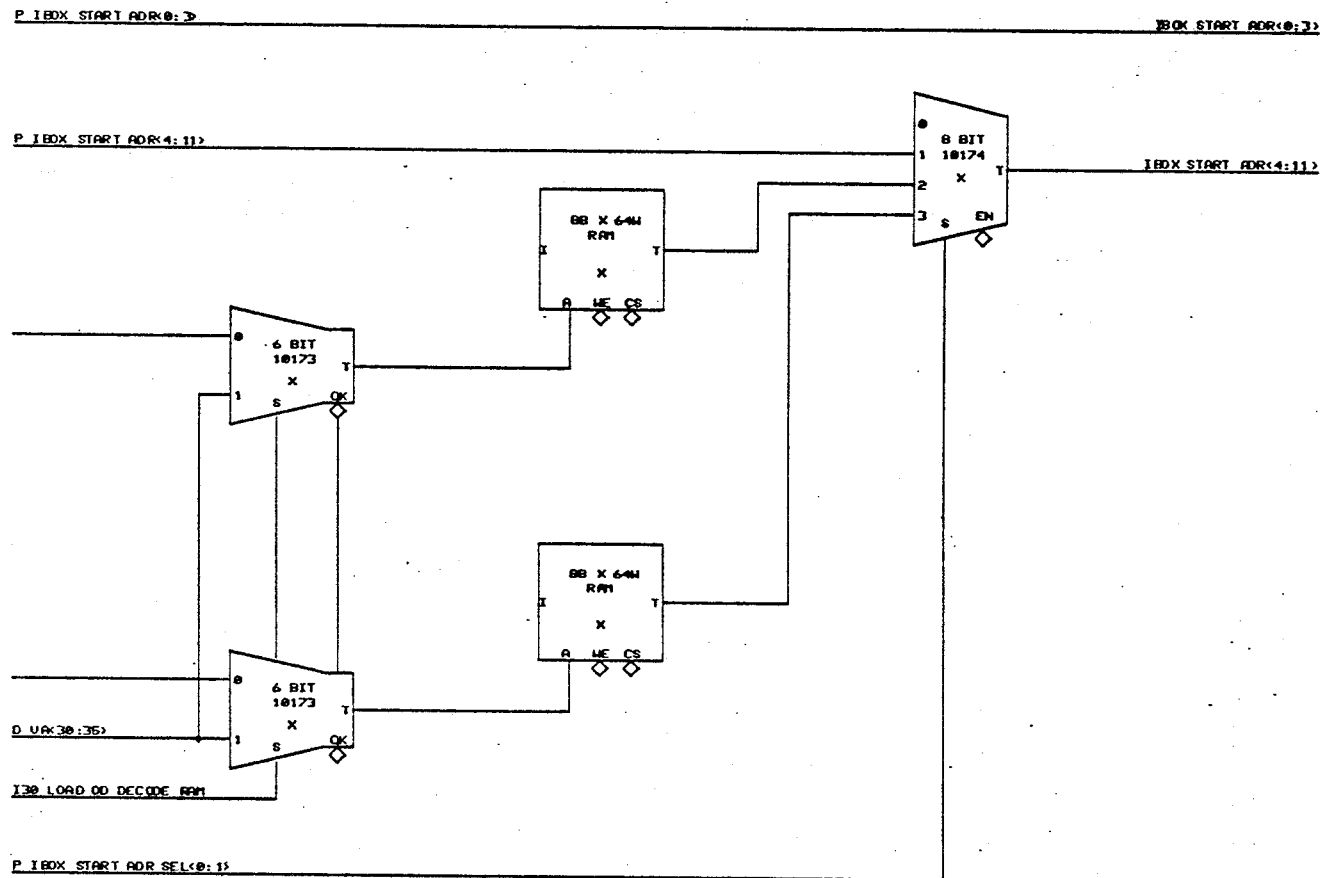 P IBOX START ADR<0:3>
IBOX START ADR<0:3>
P IBOX START ADR<4:11>
0
8 BIT
10174
1
X
T
2
3
S
EN
IBOX START ADR<4:11>
8B X 64W
RAM
I
T
X
A WE CS
0
6 BIT
10173
T
X
1
S
CK
8B X 64W
RAM
I
T
X
A WE CS
0
6 BIT
10173
T
X
D VA<30:35>
1
S
CK
I30 LOAD OD DECODE RAM
P IBOX START ADR SEL<0:1>